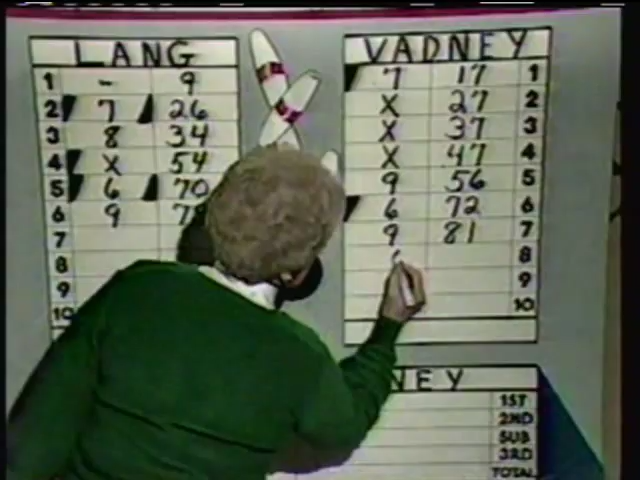 LANG
1 - 9
2 7 26
3 8 34
4 X 54
5 6 70
6 9
7
8
9
10
VADNEY
7 17 1
X 27 2
X 37 3
X 47 4
9 56 5
6 72 6
9 81 7
8
9
10
NEY
1ST
2ND
SUB
3RD
TOTAL